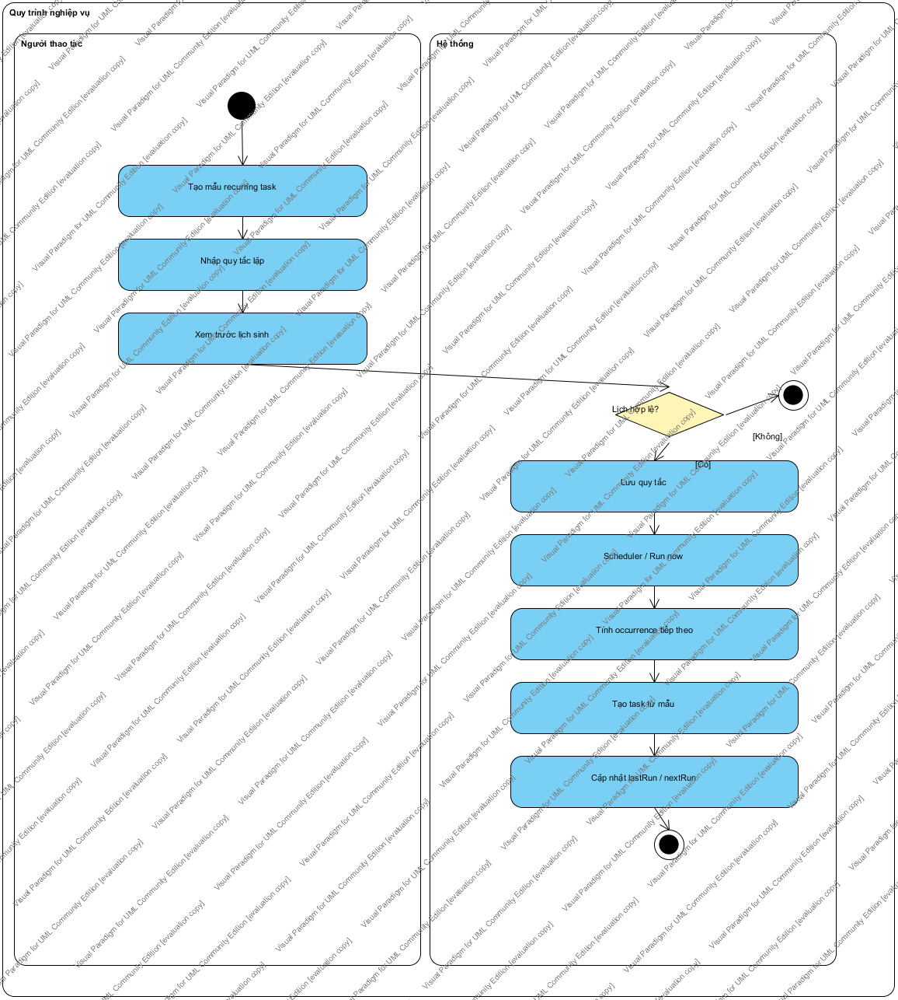 Quy trình nghiệp vụ
Người thao tác
Hệ thống
Tạo mẫu recurring task
Nhập quy tắc lặp
Xem trước lịch sinh
Lịch hợp lệ?
[Không]
[Có]
Lưu quy tắc
Scheduler / Run now
Tính occurrence tiếp theo
Tạo task từ mẫu
Cập nhật lastRun / nextRun
Visual Paradigm for UML Community Edition [evaluation copy]